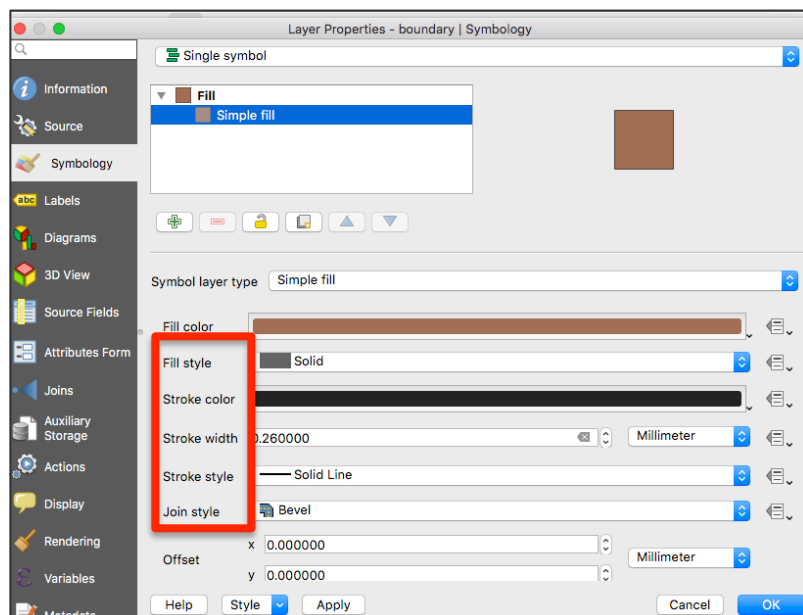 Layer Properties - boundary | Symbology
Information
Source
Symbology
abc Labels
Diagrams
3D View
Source Fields
Attributes Form
Joins
Auxiliary
Storage
Actions
Display
Rendering
Variables
Single symbol
Fill
Simple fill
Symbol layer type Simple fill
Fill color
Fill style Solid
Stroke color
Stroke width 0.260000 Millimeter
Stroke style Solid Line
Join style Bevel
Offset
x 0.000000
Millimeter
y 0.000000
Help Style Apply Cancel OK